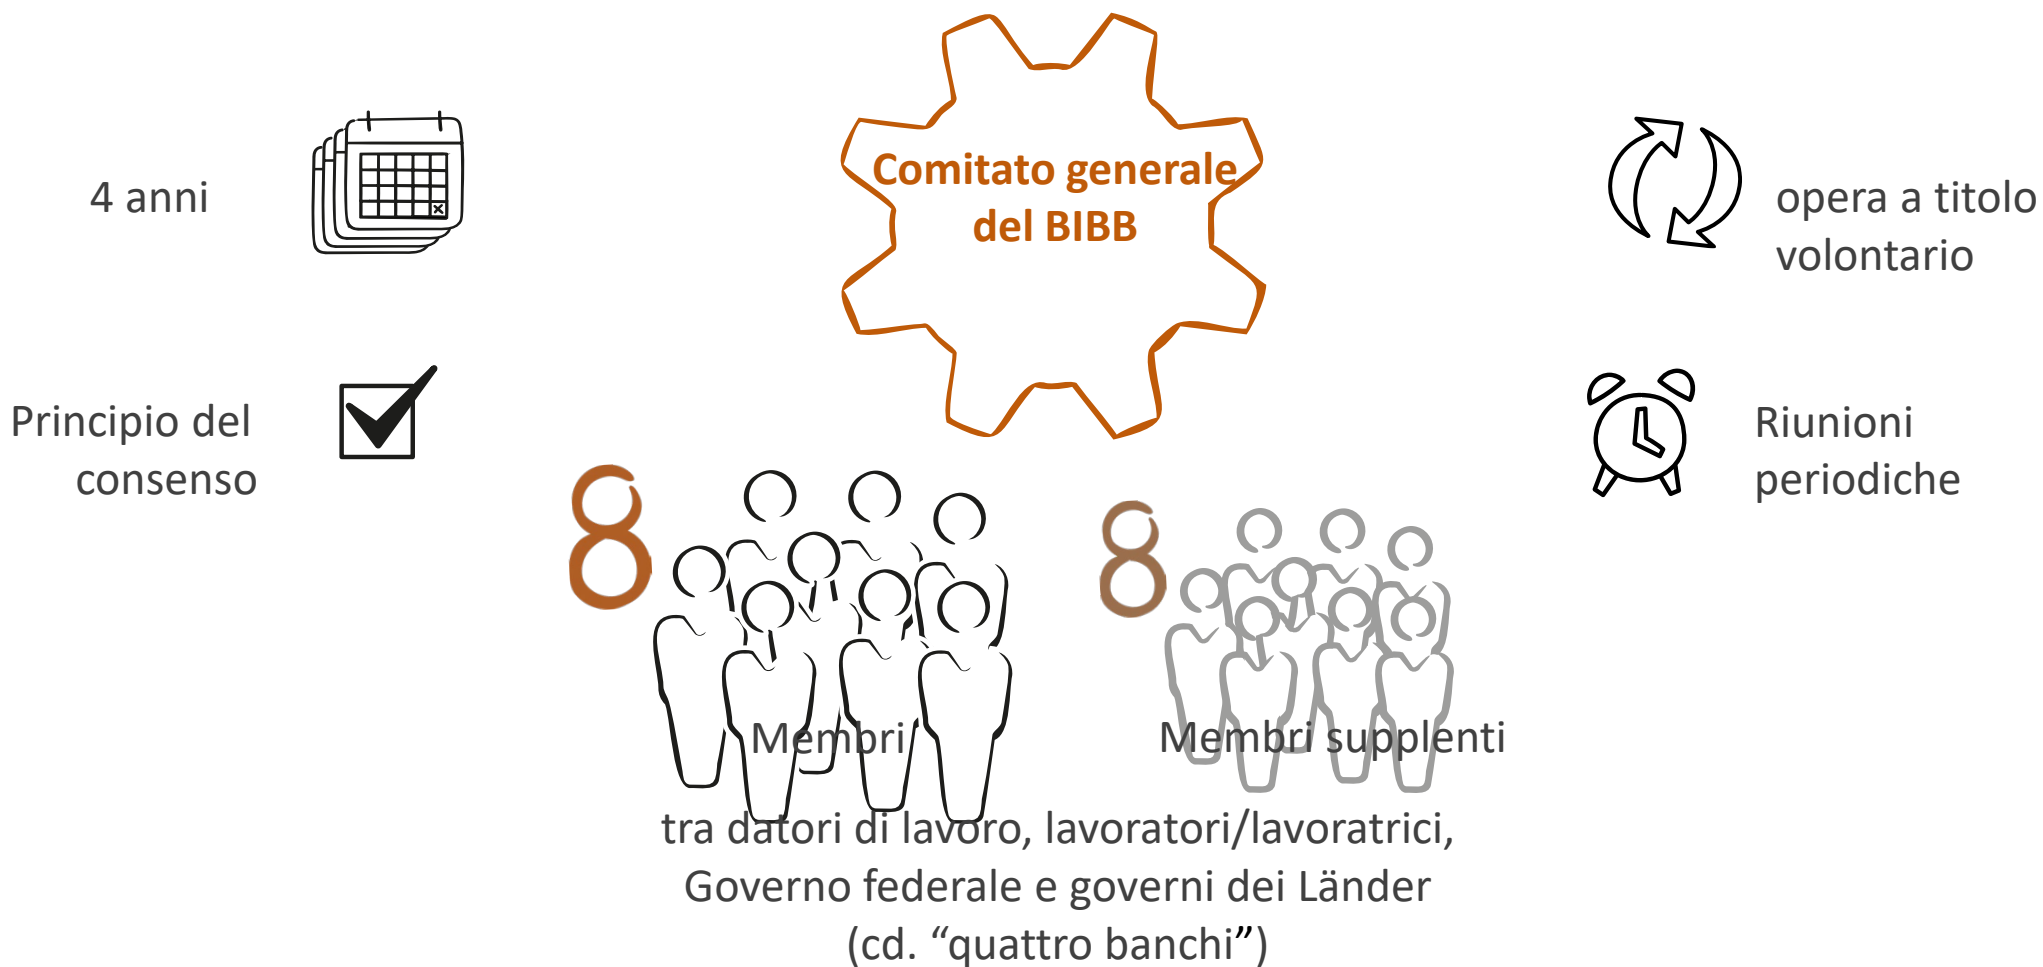 Comitato generale
del BIBB
4 anni
opera a titolo
volontario
Principio del
consenso
Riunioni
periodiche
8
8
Membri
Membri supplenti
tra datori di lavoro, lavoratori/lavoratrici,
Governo federale e governi dei Länder
(cd. “quattro banchi”)